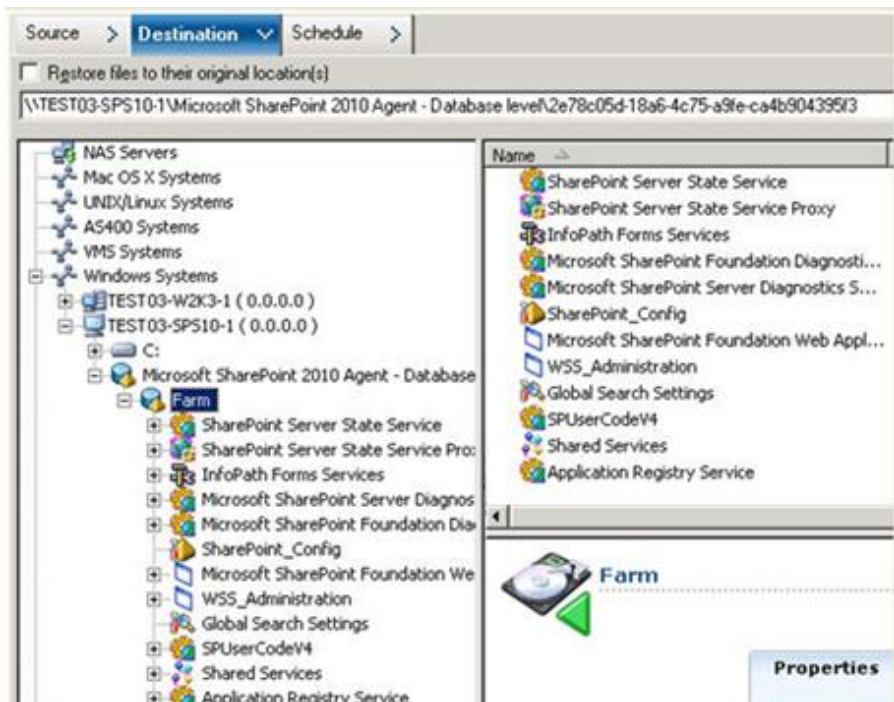 Source > Destination Schedule >
Restore files to their original location(s)
\\TEST03-SPS10-1\Microsoft SharePoint 2010 Agent - Database level\2e78c05d-18a6-4c75-a9fe-ca4b904395f3
NAS Servers
Mac OS X Systems
UNIX/Linux Systems
AS400 Systems
VMS Systems
Windows Systems
TEST03-W2K3-1 ( 0.0.0.0 )
TEST03-SPS10-1 ( 0.0.0.0 )
C:
Microsoft SharePoint 2010 Agent - Database
Farm
SharePoint Server State Service
SharePoint Server State Service Pro
InfoPath Forms Services
Microsoft SharePoint Server Diagnos
Microsoft SharePoint Foundation Dia
SharePoint_Config
Microsoft SharePoint Foundation We
WSS_Administration
Global Search Settings
SPUserCodeV4
Shared Services
Application Registry Service
Name
SharePoint Server State Service
SharePoint Server State Service Proxy
InfoPath Forms Services
Microsoft SharePoint Foundation Diagnosti...
Microsoft SharePoint Server Diagnostics S...
SharePoint_Config
Microsoft SharePoint Foundation Web Appl...
WSS_Administration
Global Search Settings
SPUserCodeV4
Shared Services
Application Registry Service
Farm
Properties